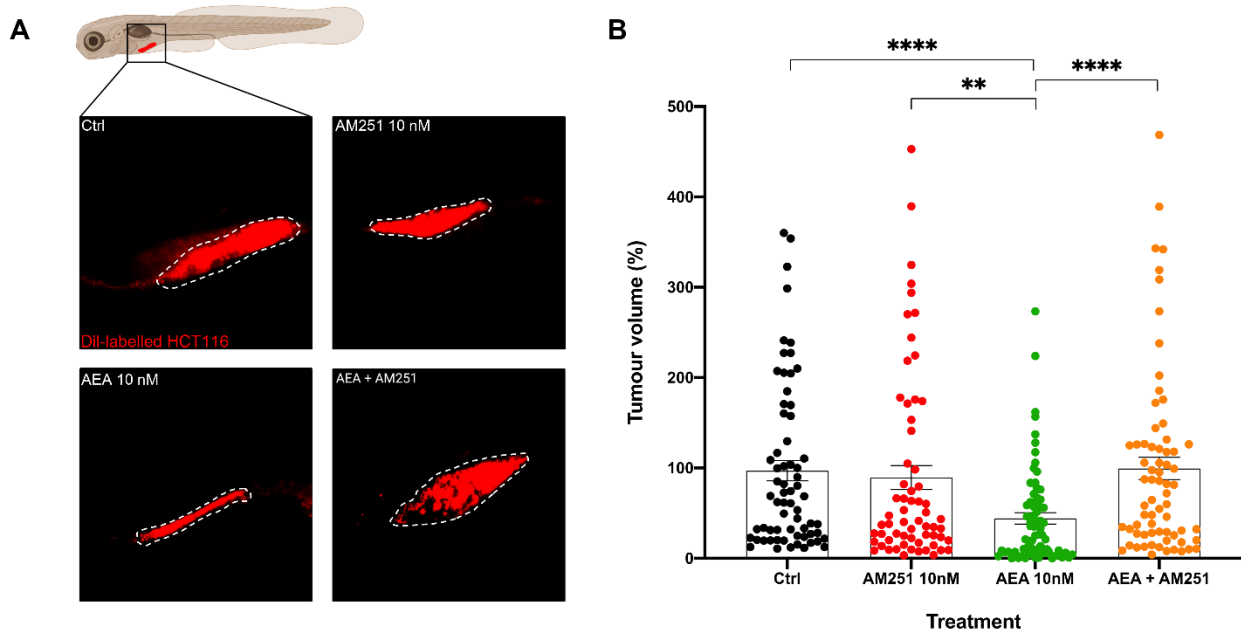 A
Ctrl
AM251 10 nM
DiI-labelled HCT116
AEA 10 nM
AEA + AM251
B
****
**
****
500
400
300
200
100
0
Tumour volume (%)
Ctrl
AM251 10nM
AEA 10nM
AEA + AM251
Treatment